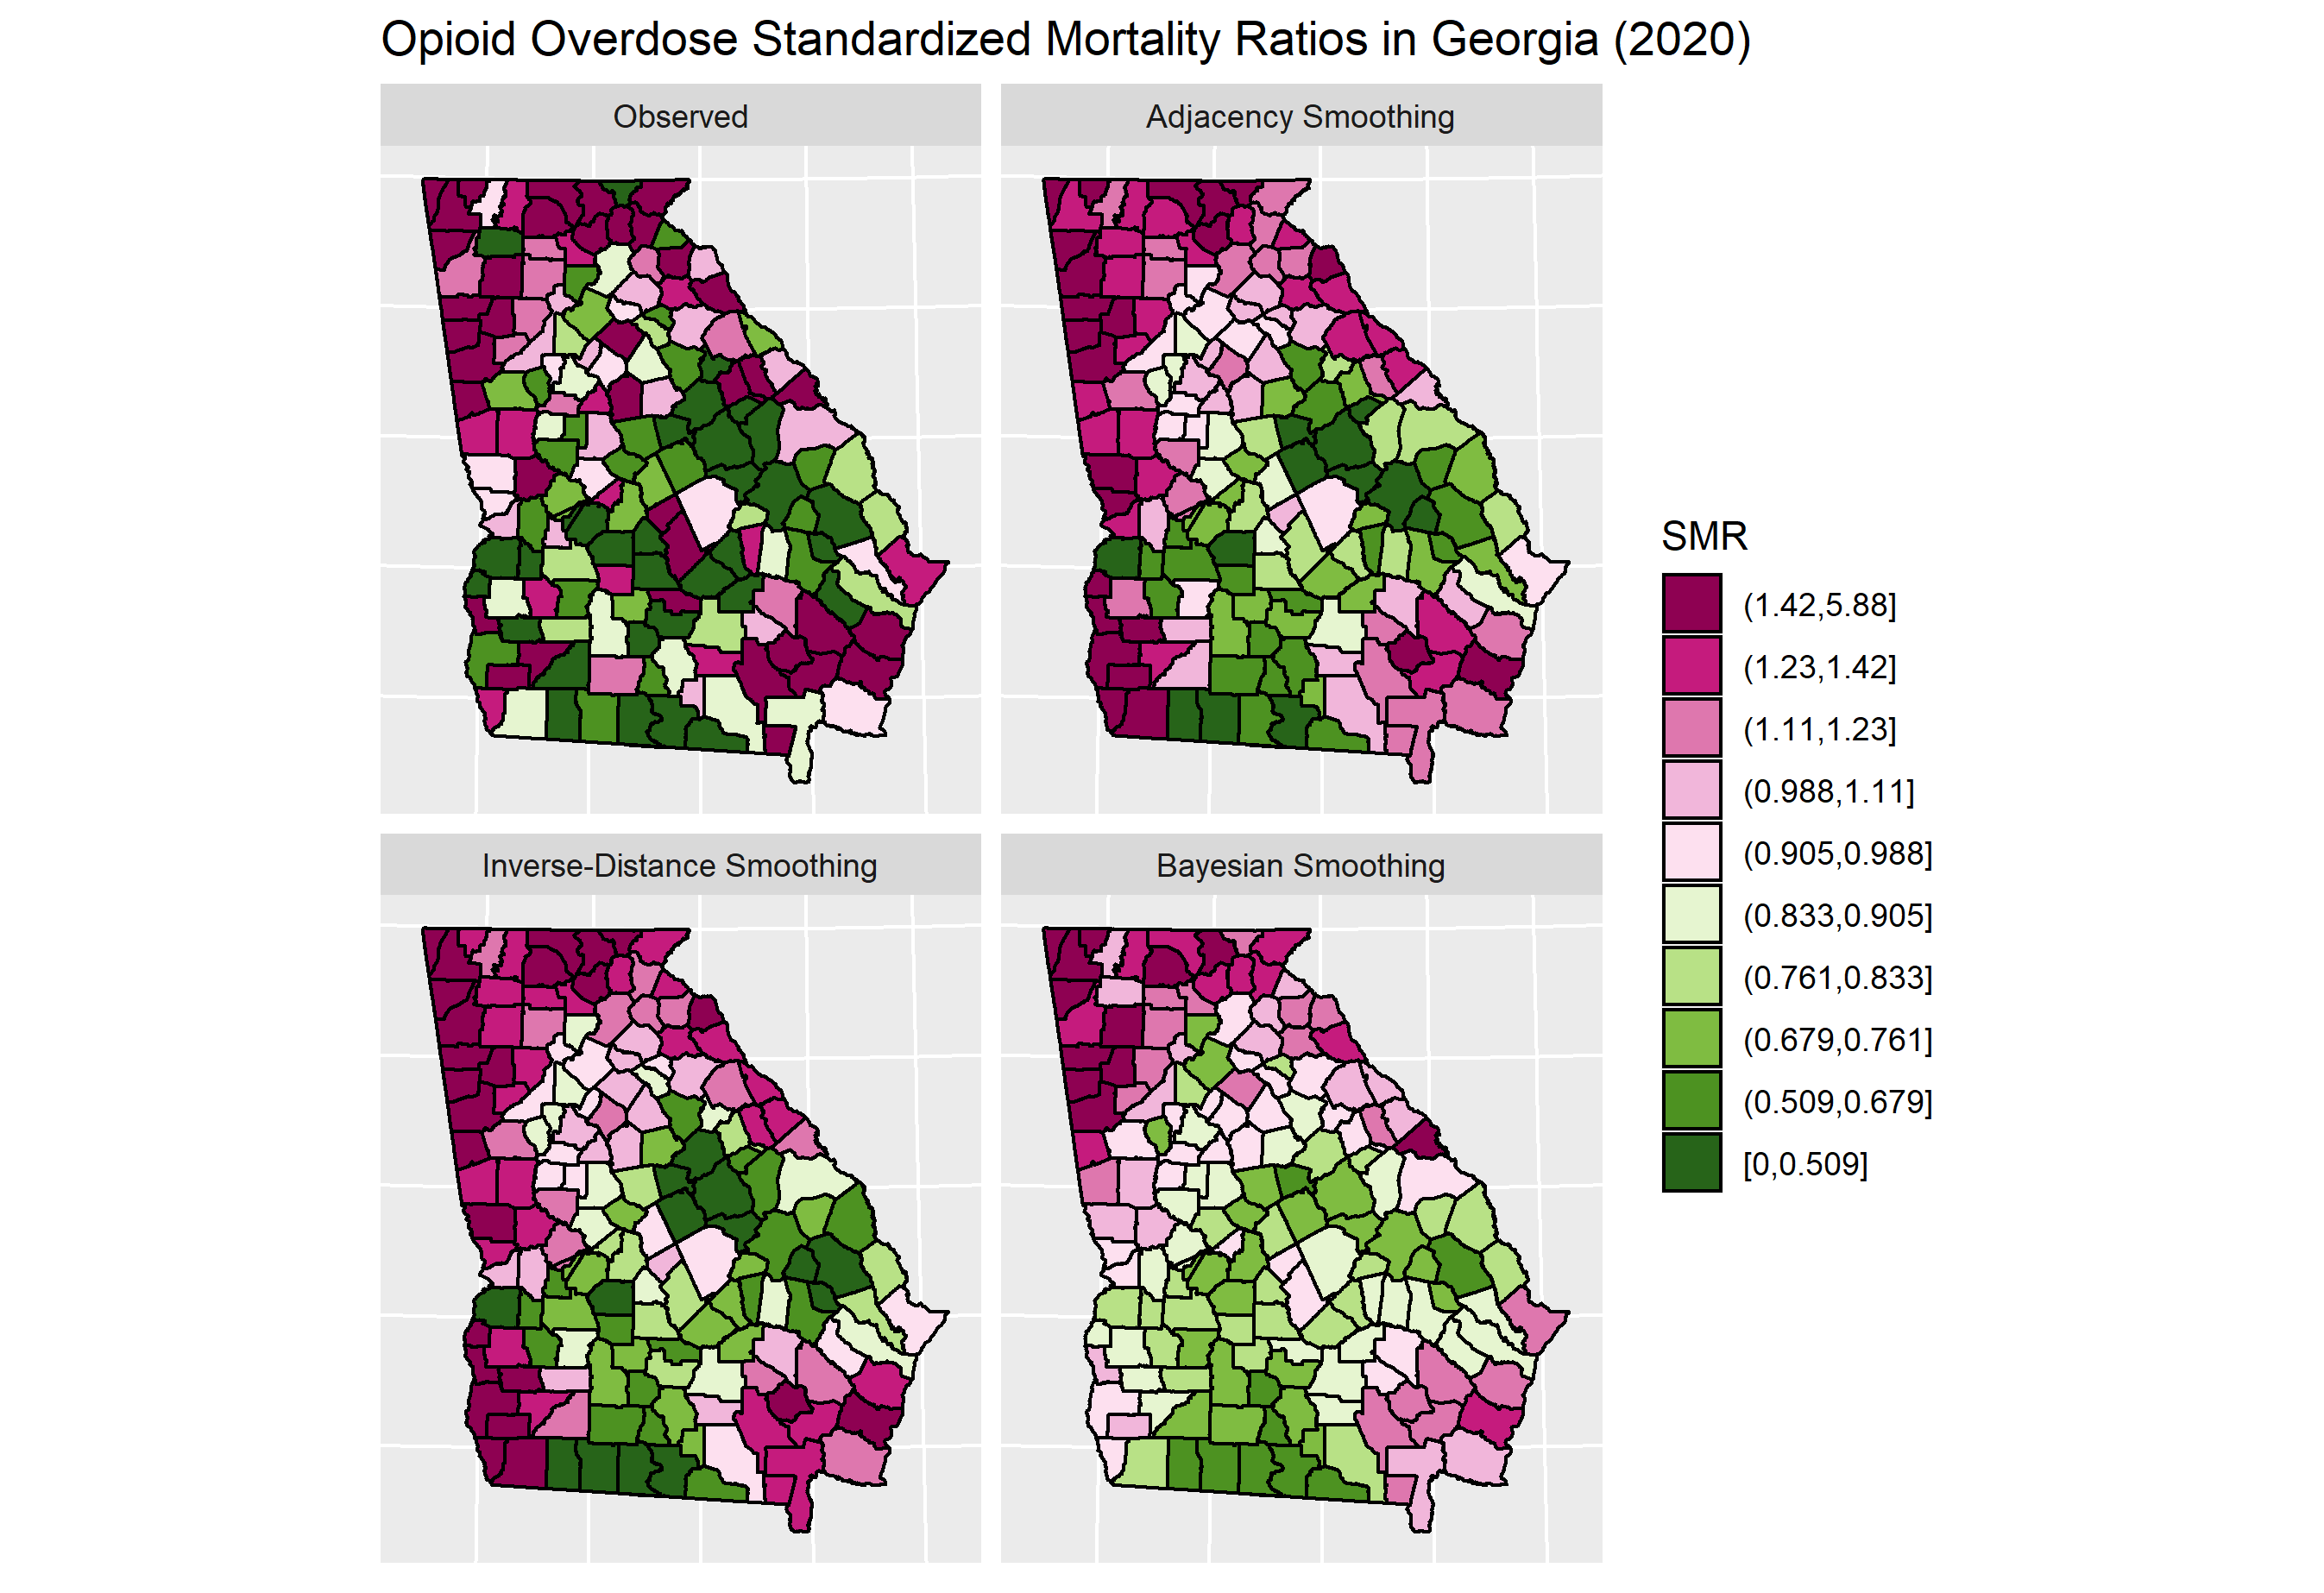 Opioid Overdose Standardized Mortality Ratios in Georgia (2020)
Observed
Adjacency Smoothing
Inverse-Distance Smoothing
Bayesian Smoothing
SMR
(1.42,5.88]
(1.23,1.42]
(1.11,1.23]
(0.988,1.11]
(0.905,0.988]
(0.833,0.905]
(0.761,0.833]
(0.679,0.761]
(0.509,0.679]
[0,0.509]